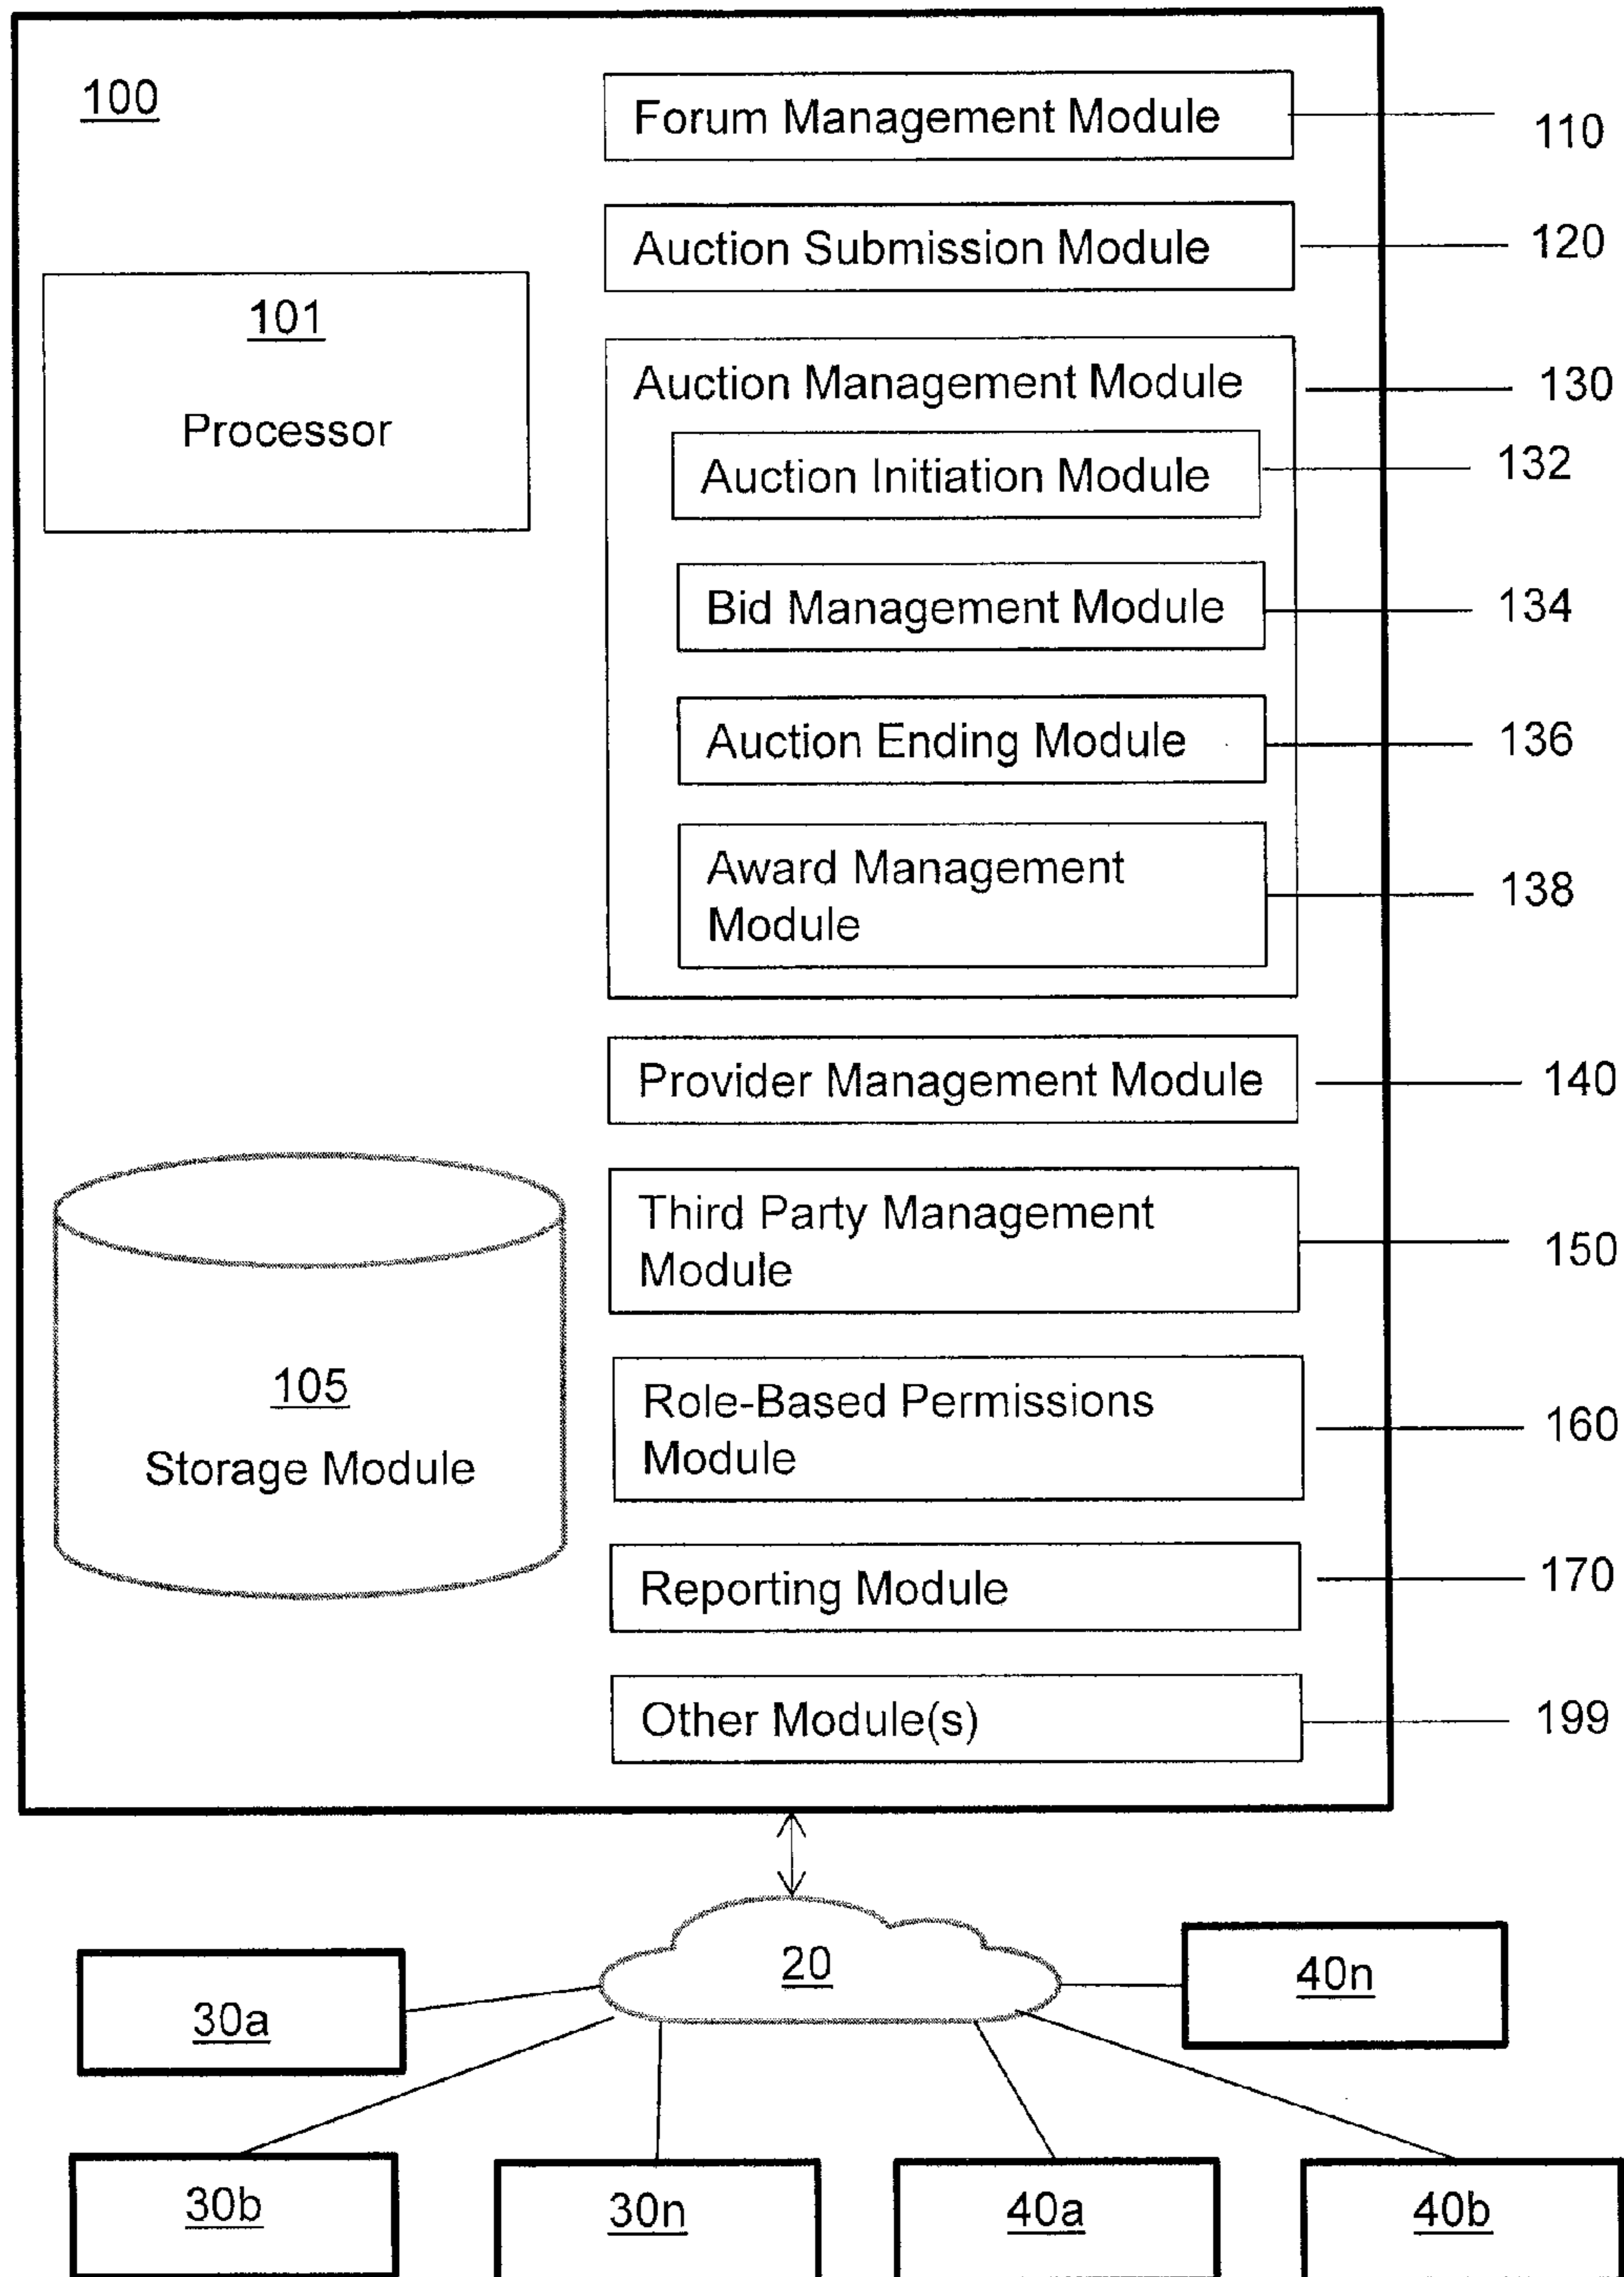 100
Forum Management Module
110
Auction Submission Module
120
101
Processor
Auction Management Module
130
Auction Initiation Module
132
Bid Management Module
134
Auction Ending Module
136
Award Management
Module
138
Provider Management Module
140
Third Party Management
Module
150
105
Storage Module
Role-Based Permissions
Module
160
Reporting Module
170
Other Module(s)
199
20
30a
40n
30b
30n
40a
40b